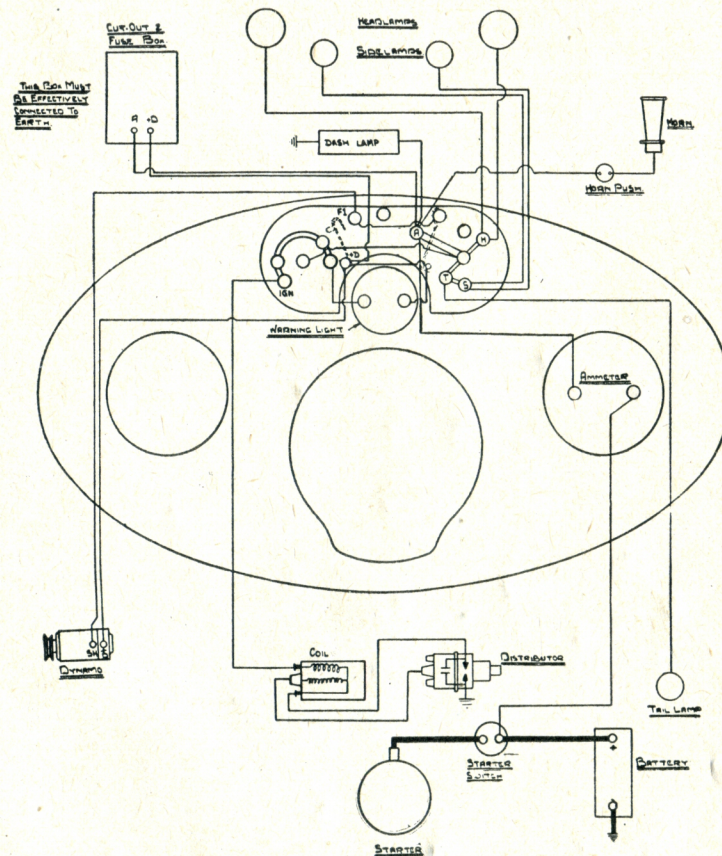 CUT-OUT &
FUSE BOX
HEADLAMPS
SIDELAMPS
THIS BOX MUST
BE EFFECTIVELY
CONNECTED TO
EARTH.
A +D
DASH LAMP
HORN
HORN PUSH
F1
A
H
+D
T
S
IGN
WARNING LIGHT
AMMETER
SH
DYNAMO
COIL
DISTRIBUTOR
TAIL LAMP
STARTER
SWITCH
BATTERY
+
STARTER